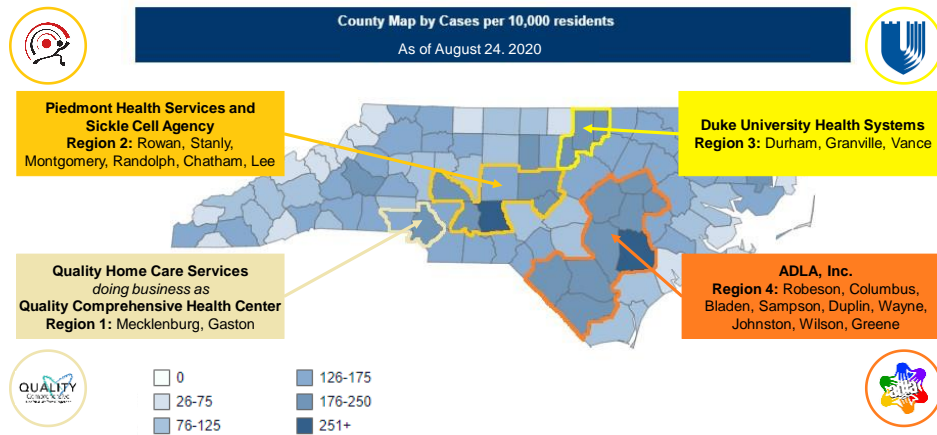 County Map by Cases per 10,000 residents
As of August 24. 2020
Piedmont Health Services and
Sickle Cell Agency
Region 2: Rowan, Stanly,
Montgomery, Randolph, Chatham, Lee
Duke University Health Systems
Region 3: Durham, Granville, Vance
Quality Home Care Services
doing business as
Quality Comprehensive Health Center
Region 1: Mecklenburg, Gaston
ADLA, Inc.
Region 4: Robeson, Columbus,
Bladen, Sampson, Duplin, Wayne,
Johnston, Wilson, Greene
QUALITY
Comprehensive
0
26-75
76-125
126-175
176-250
251+